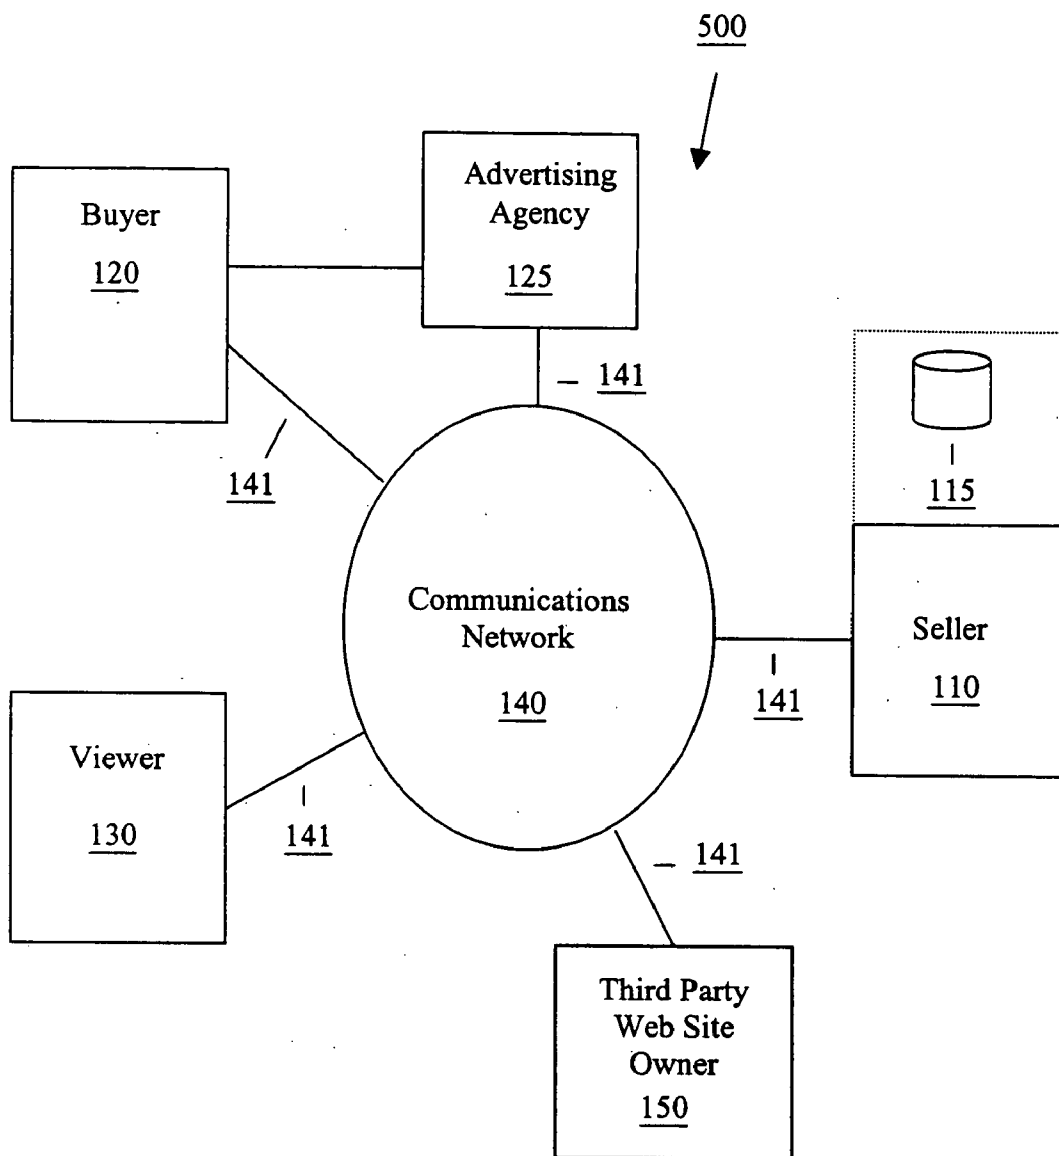 500
Advertising
Agency
125
Buyer
120
141
141
115
Communications
Network
140
Seller
110
141
Viewer
130
141
141
Third Party
Web Site
Owner
150